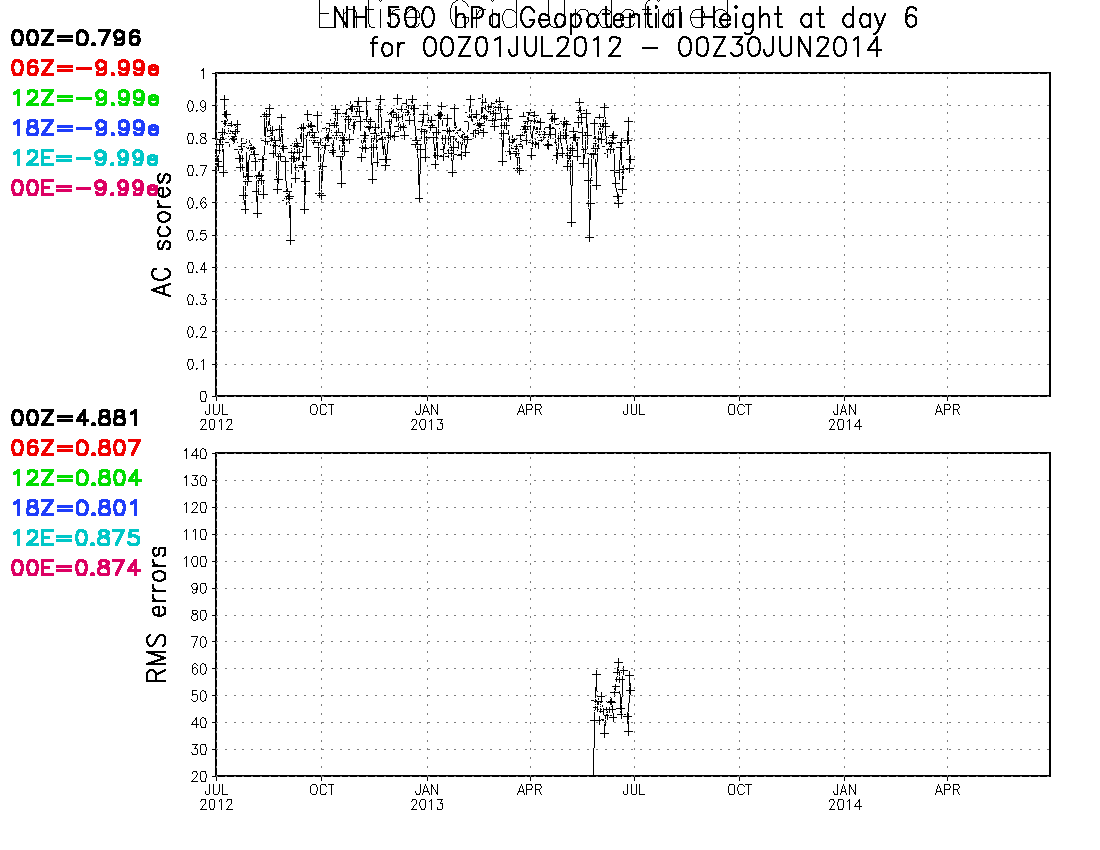 Entire Grid Undefined
NH 500 hPa Geopotential Height at day 6
for 00Z01JUL2012 – 00Z30JUN2014
00Z=0.796
06Z=−9.99e
12Z=−9.99e
18Z=−9.99e
12E=−9.99e
00E=−9.99e
AC scores
1
0.9
0.8
0.7
0.6
0.5
0.4
0.3
0.2
0.1
0
JUL OCT JAN APR JUL OCT JAN APR
2012 2013 2014
00Z=4.881
06Z=0.807
12Z=0.804
18Z=0.801
12E=0.875
00E=0.874
RMS errors
140
130
120
110
100
90
80
70
60
50
40
30
20
JUL OCT JAN APR JUL OCT JAN APR
2012 2013 2014